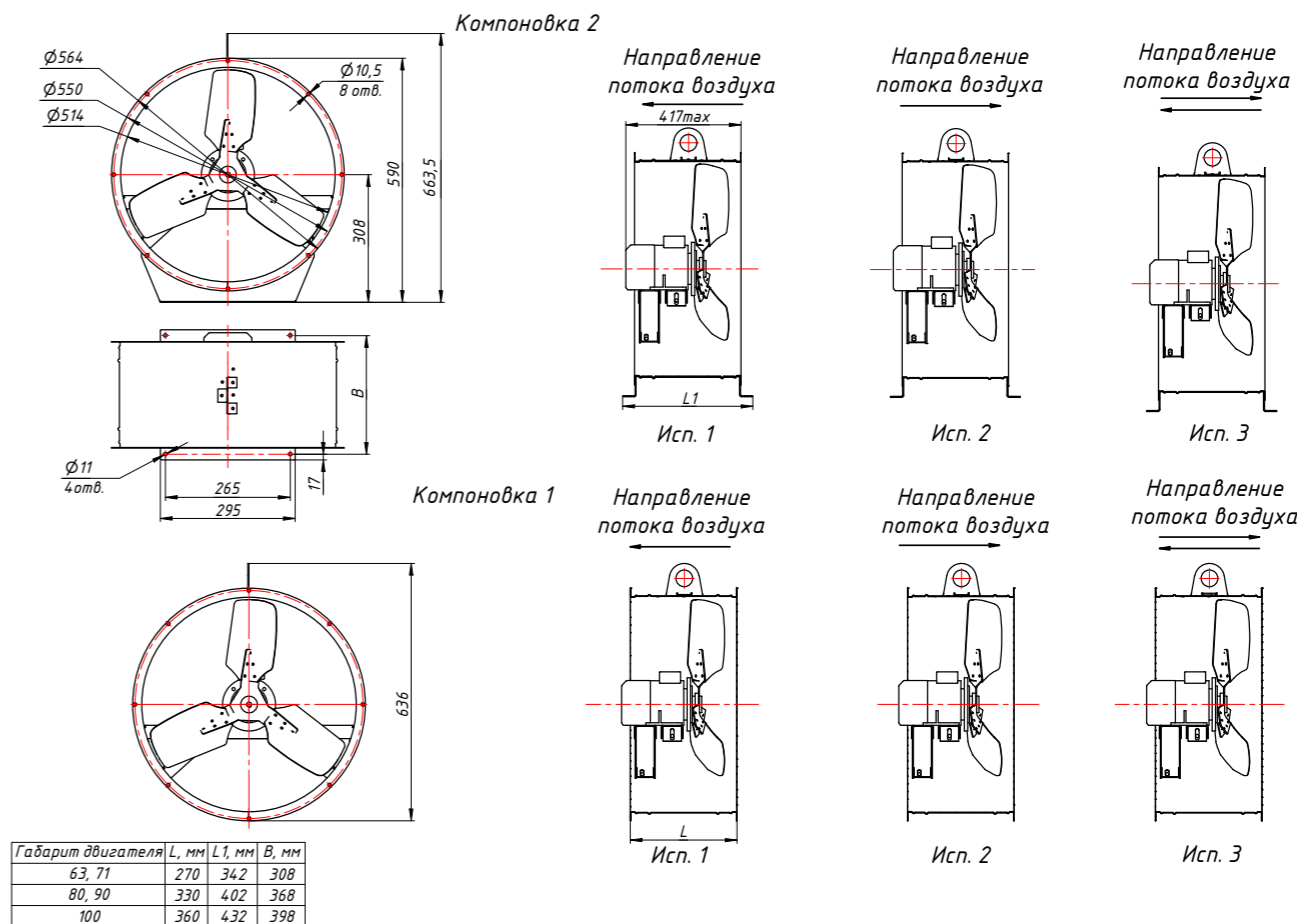 Компоновка 2
Ø564
Ø550
Ø514
Ø10,5
8 отв.
590
663,5
308
Направление
потока воздуха
417max
L1
Исп. 1
Направление
потока воздуха
Исп. 2
Направление
потока воздуха
Исп. 3
B
Ø11
4отв.
17
265
295
Компоновка 1
636
Направление
потока воздуха
L
Исп. 1
Направление
потока воздуха
Исп. 2
Направление
потока воздуха
Исп. 3
Габарит двигателя L, мм L1, мм B, мм
63, 71 270 342 308
80, 90 330 402 368
100 360 432 398